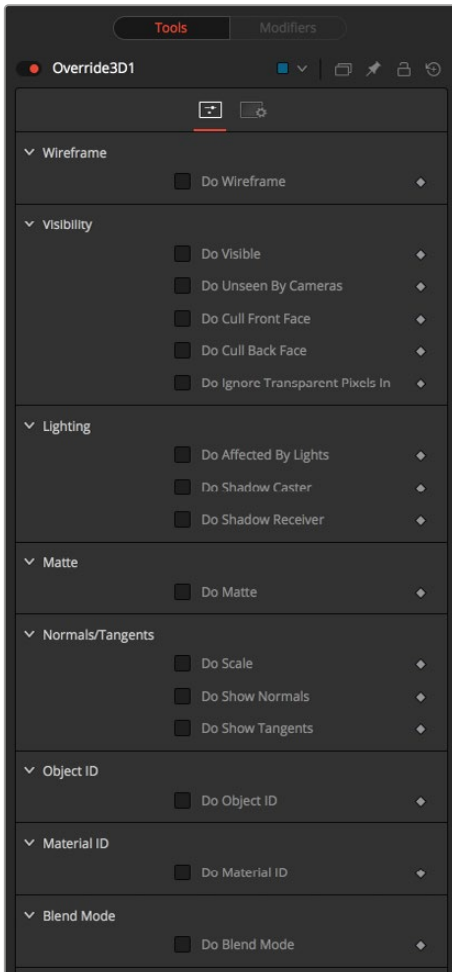 Tools Modifiers
Override3D1
Wireframe
Do Wireframe
Visibility
Do Visible
Do Unseen By Cameras
Do Cull Front Face
Do Cull Back Face
Do Ignore Transparent Pixels In
Lighting
Do Affected By Lights
Do Shadow Caster
Do Shadow Receiver
Matte
Do Matte
Normals/Tangents
Do Scale
Do Show Normals
Do Show Tangents
Object ID
Do Object ID
Material ID
Do Material ID
Blend Mode
Do Blend Mode